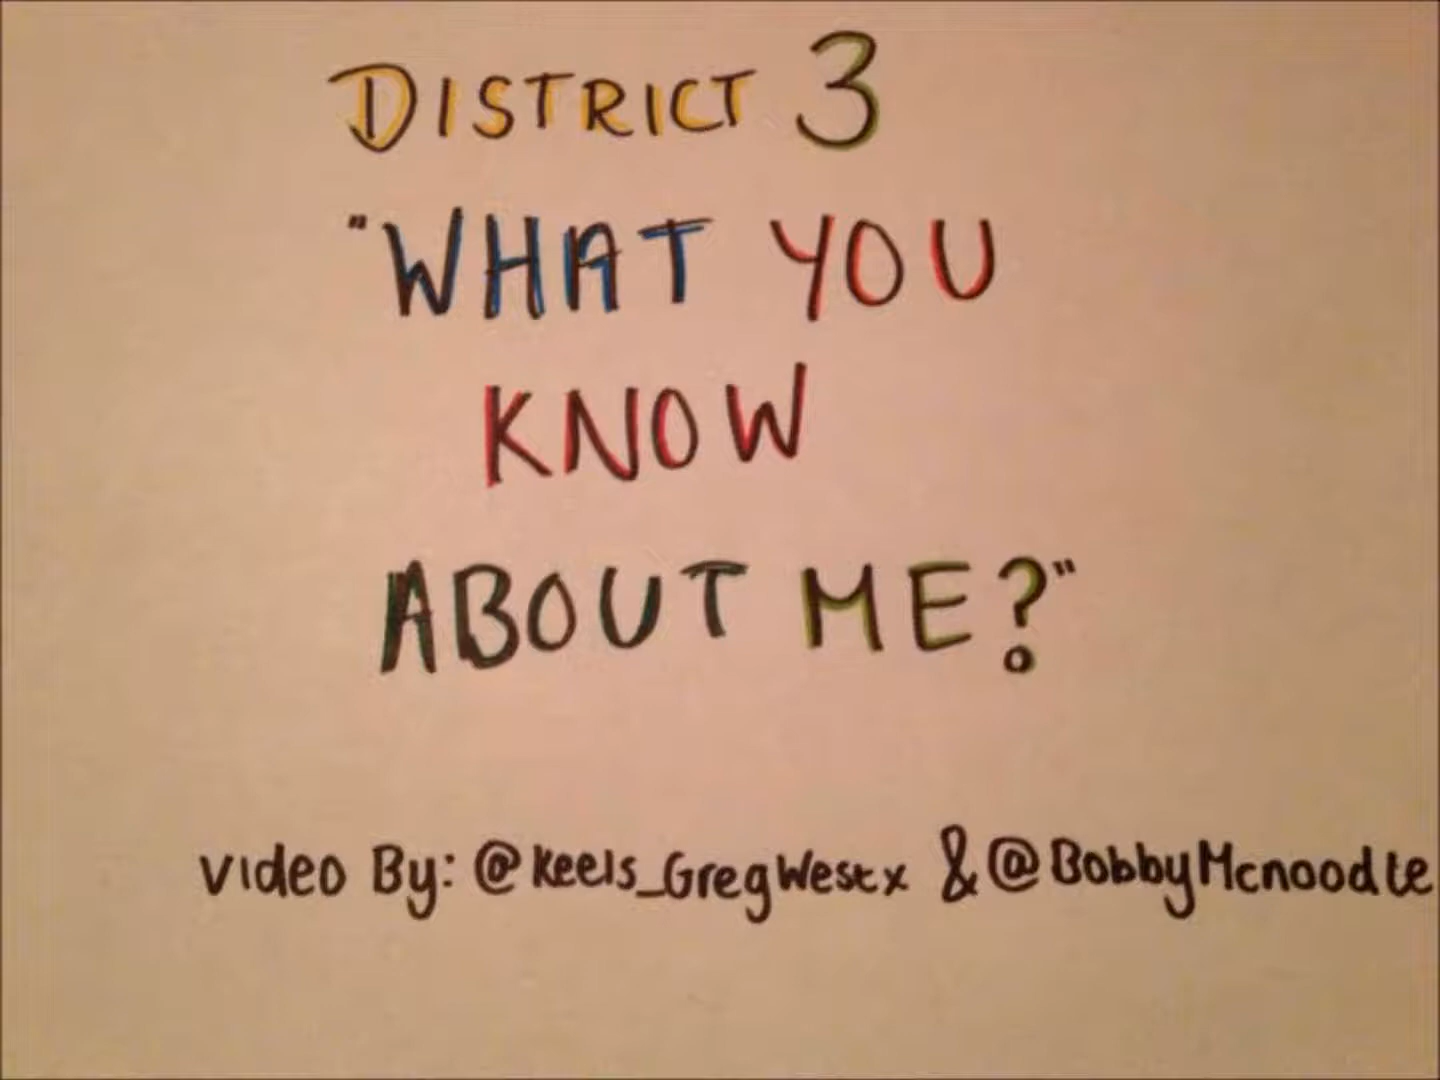 DISTRICT 3
"WHAT YOU
KNOW
ABOUT ME?"
Video By: @Keels_GregWestx & @BobbyMcnoodle